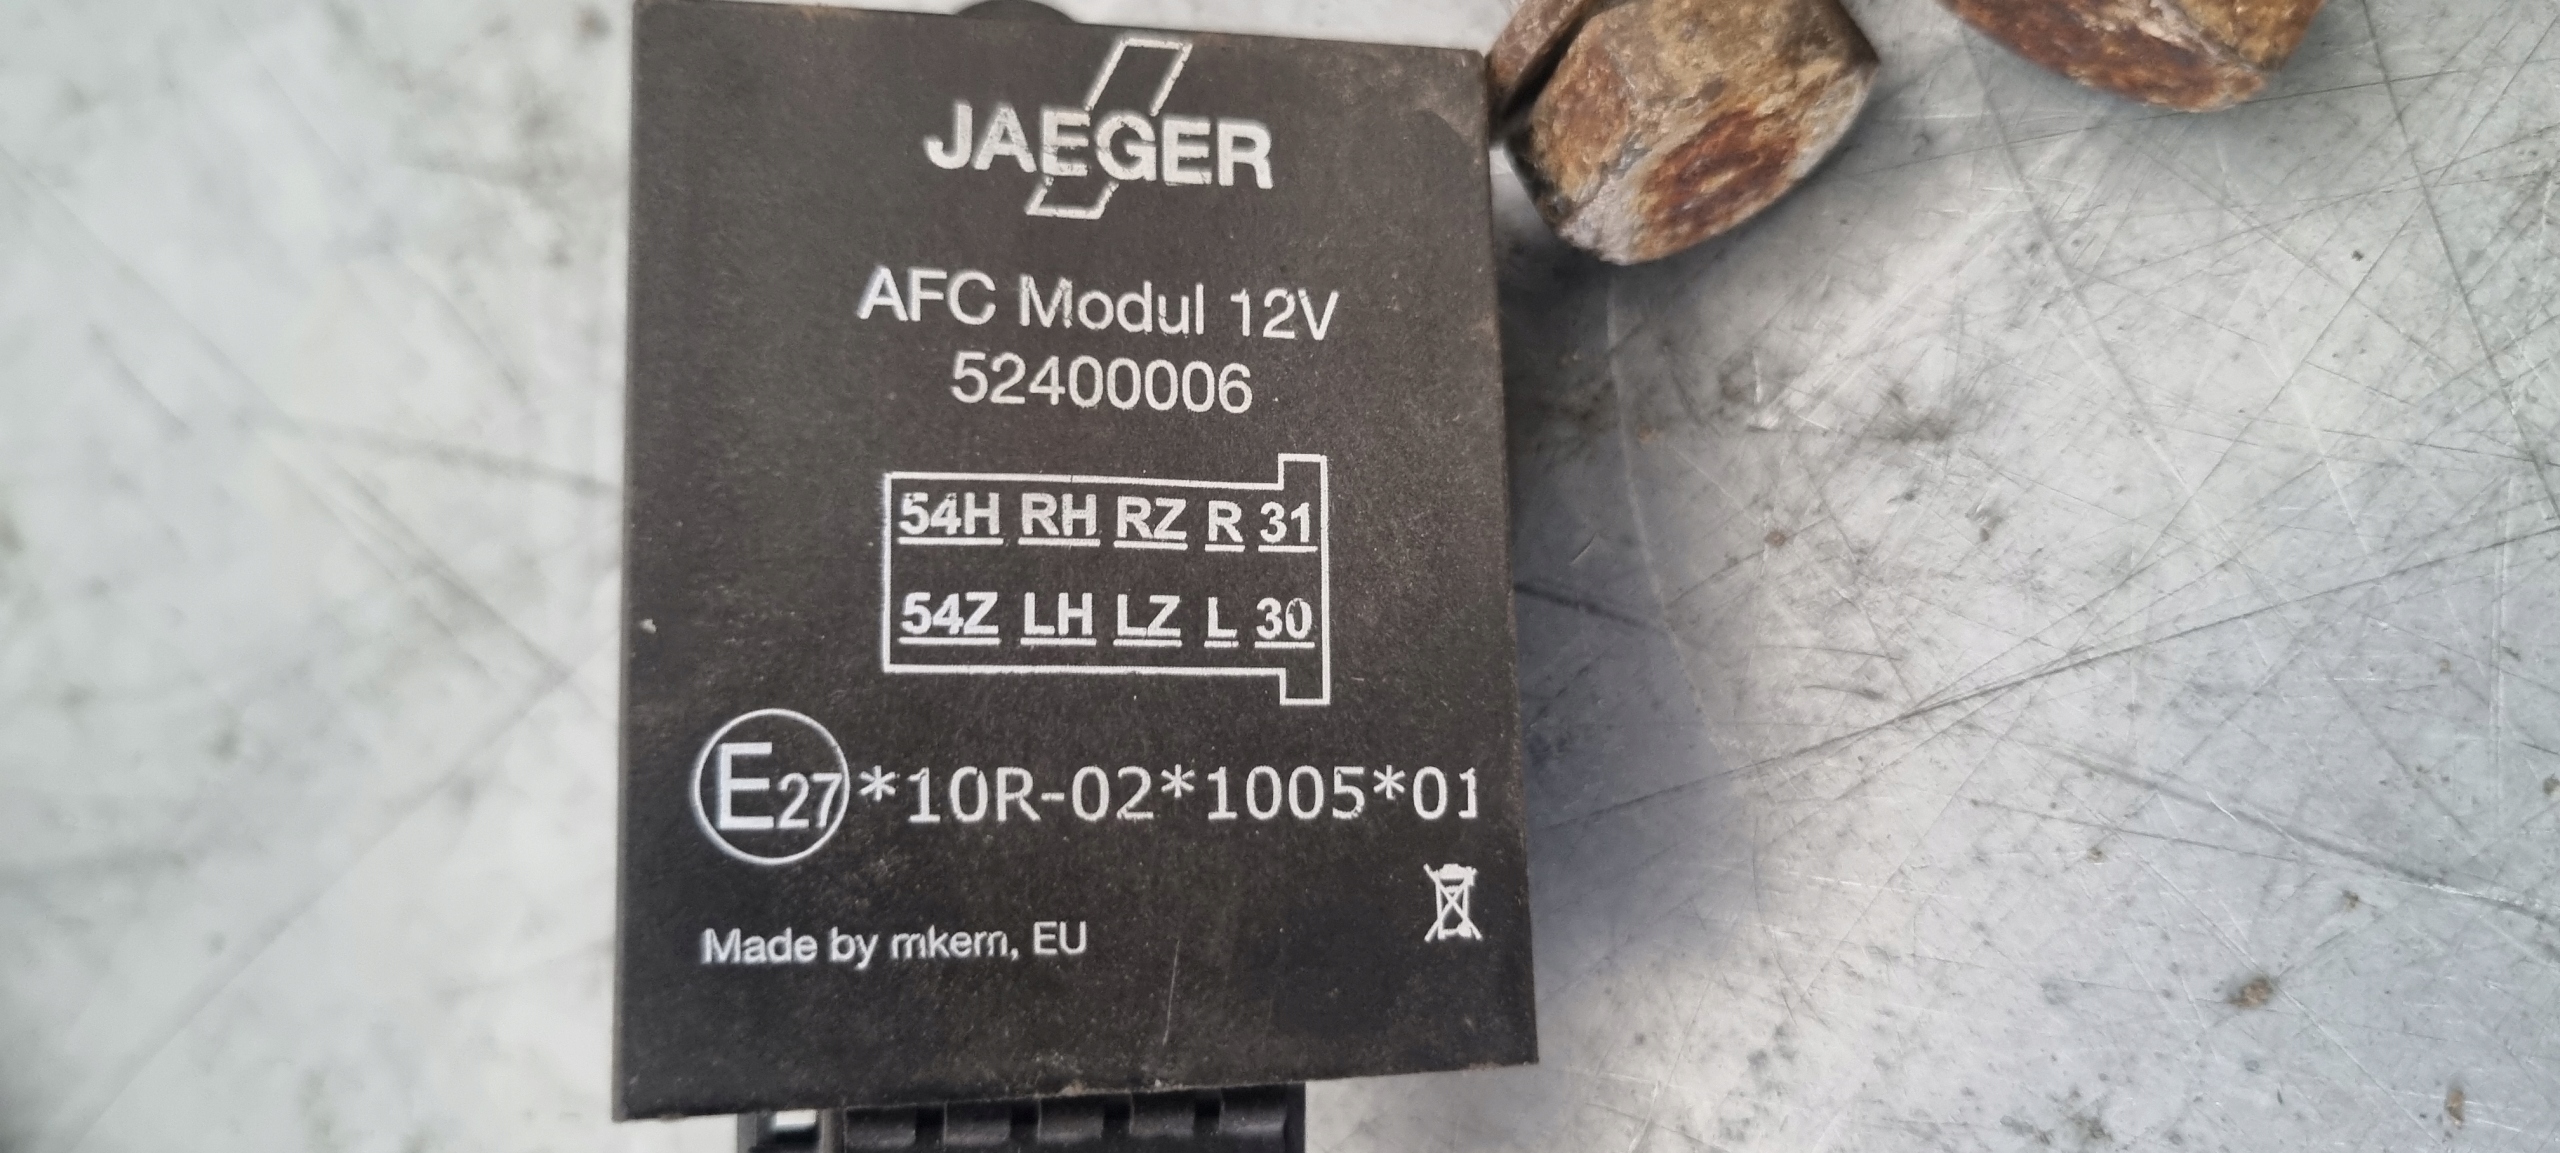 JAEGER
AFC Modul 12V
52400006
54H RH RZ R 31
54Z LH LZ L 30
E27 *10R-02*1005*01
Made by mkern, EU